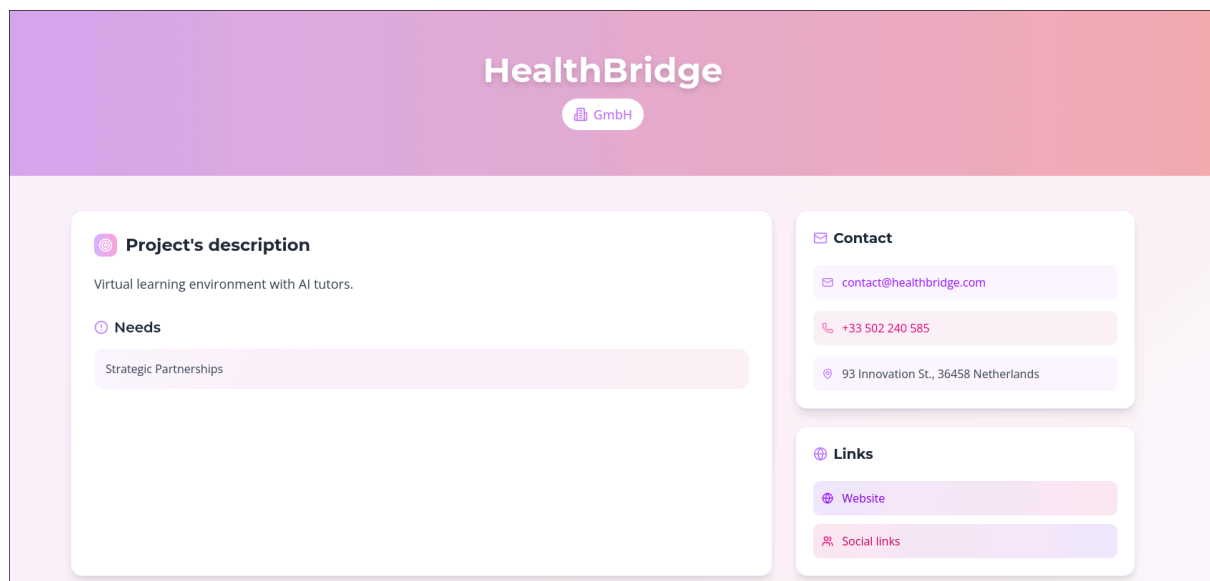 HealthBridge
GmbH
Project's description
Virtual learning environment with AI tutors.
Needs
Strategic Partnerships
Contact
contact@healthbridge.com
+33 502 240 585
93 Innovation St., 36458 Netherlands
Links
Website
Social links